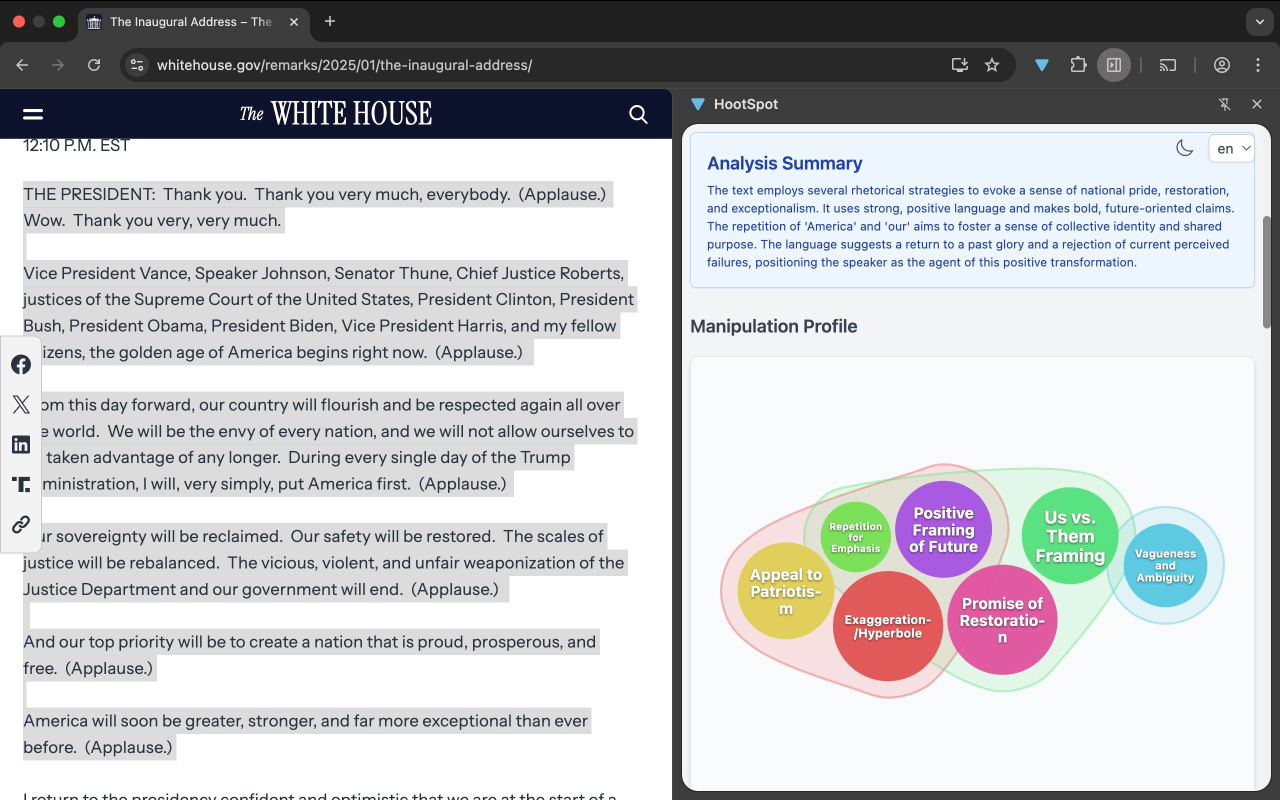 The Inaugural Address – The
whitehouse.gov/remarks/2025/01/the-inaugural-address/
The WHITE HOUSE
12:10 P.M. EST
THE PRESIDENT:  Thank you.  Thank you very much, everybody.  (Applause.)
Wow.  Thank you very, very much.
Vice President Vance, Speaker Johnson, Senator Thune, Chief Justice Roberts,
justices of the Supreme Court of the United States, President Clinton, President
Bush, President Obama, President Biden, Vice President Harris, and my fellow
izens, the golden age of America begins right now.  (Applause.)
om this day forward, our country will flourish and be respected again all over
e world.  We will be the envy of every nation, and we will not allow ourselves to
taken advantage of any longer.  During every single day of the Trump
ministration, I will, very simply, put America first.  (Applause.)
ur sovereignty will be reclaimed.  Our safety will be restored.  The scales of
justice will be rebalanced.  The vicious, violent, and unfair weaponization of the
Justice Department and our government will end.  (Applause.)
And our top priority will be to create a nation that is proud, prosperous, and
free.  (Applause.)
America will soon be greater, stronger, and far more exceptional than ever
before.  (Applause.)
I return to the presidency confident and optimistic that we are at the start of a
HootSpot
en
Analysis Summary
The text employs several rhetorical strategies to evoke a sense of national pride, restoration,
and exceptionalism. It uses strong, positive language and makes bold, future-oriented claims.
The repetition of 'America' and 'our' aims to foster a sense of collective identity and shared
purpose. The language suggests a return to a past glory and a rejection of current perceived
failures, positioning the speaker as the agent of this positive transformation.
Manipulation Profile
Repetition
for
Emphasis
Positive
Framing
of Future
Us vs.
Them
Framing
Vagueness
and
Ambiguity
Appeal to
Patriotis-
m
Exaggeration-
/Hyperbole
Promise of
Restoratio-
n